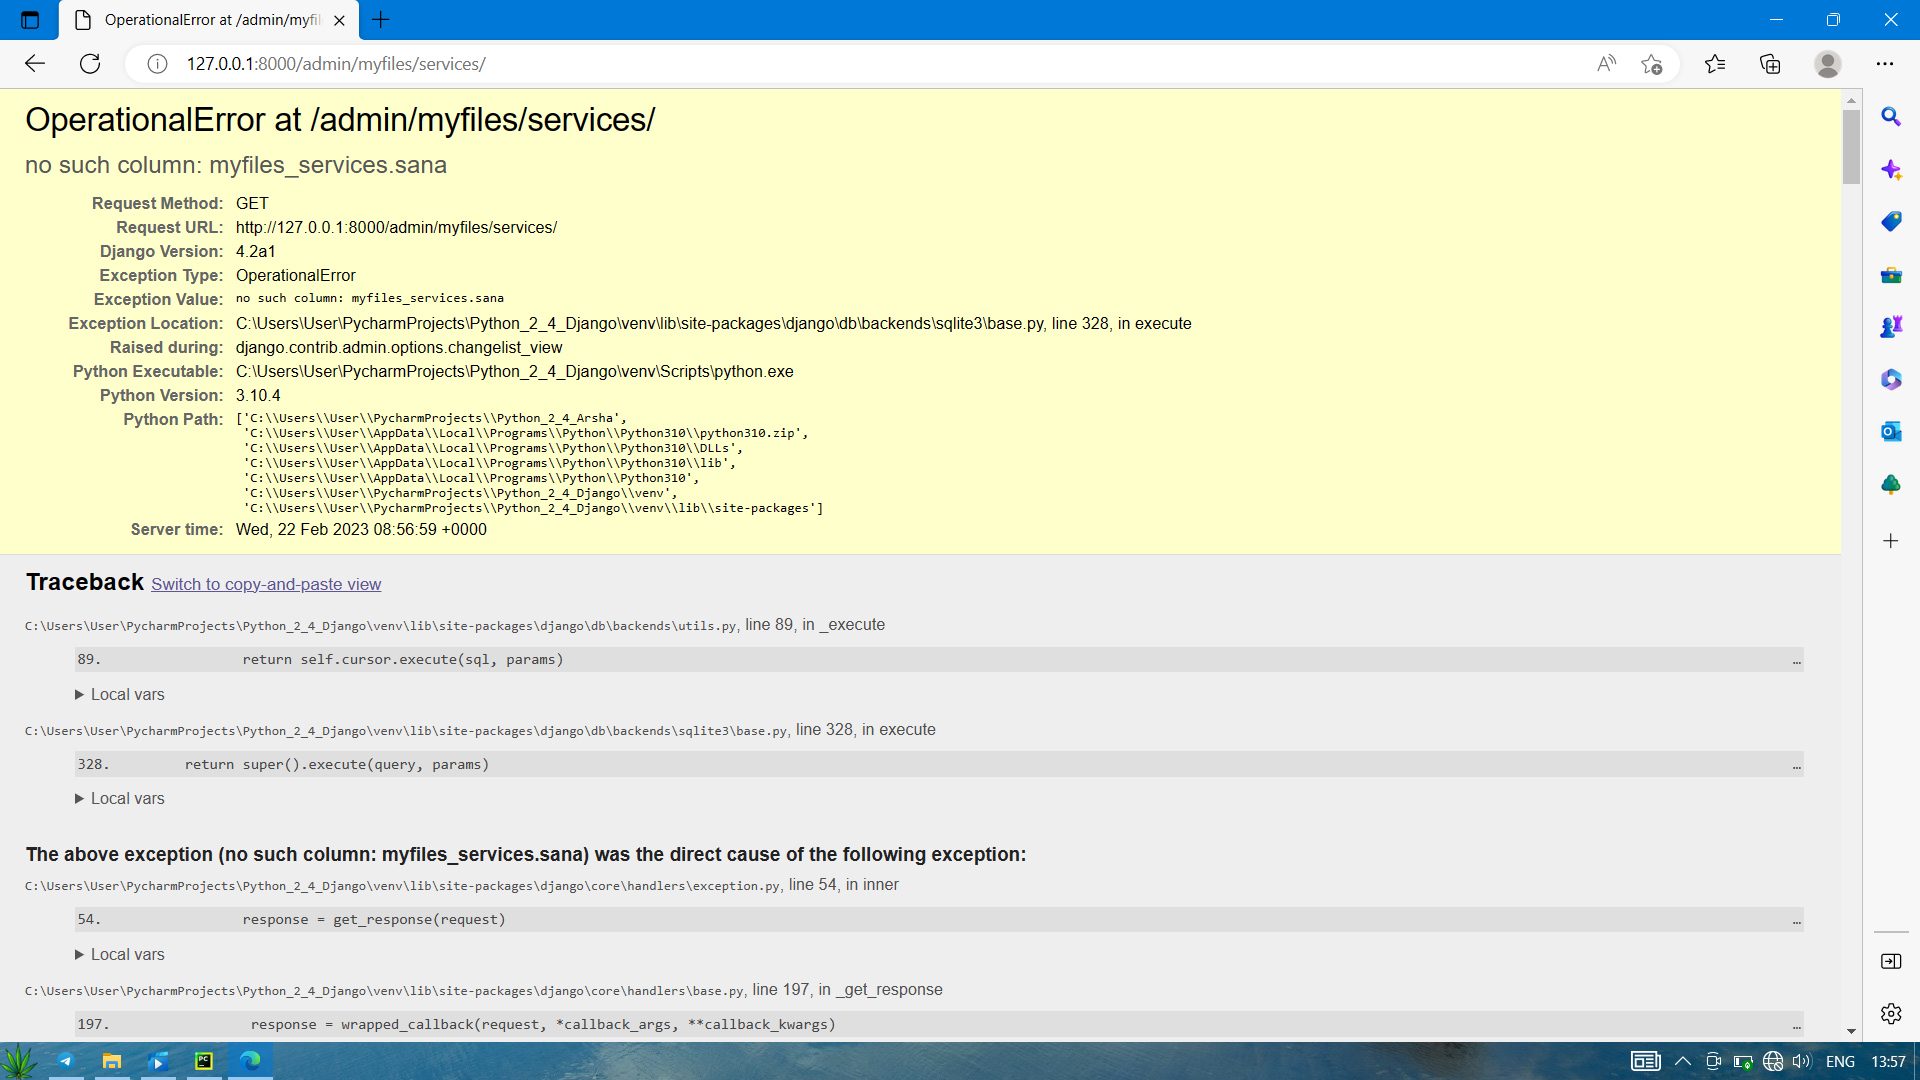 OperationalError at /admin/myfil
127.0.0.1:8000/admin/myfiles/services/
OperationalError at /admin/myfiles/services/
no such column: myfiles_services.sana
Request Method: GET
Request URL: http://127.0.0.1:8000/admin/myfiles/services/
Django Version: 4.2a1
Exception Type: OperationalError
Exception Value: no such column: myfiles_services.sana
Exception Location: C:\Users\User\PycharmProjects\Python_2_4_Django\venv\lib\site-packages\django\db\backends\sqlite3\base.py, line 328, in execute
Raised during: django.contrib.admin.options.changelist_view
Python Executable: C:\Users\User\PycharmProjects\Python_2_4_Django\venv\Scripts\python.exe
Python Version: 3.10.4
Python Path: ['C:\\Users\\User\\PycharmProjects\\Python_2_4_Arsha',
'C:\\Users\\User\\AppData\\Local\\Programs\\Python\\Python310\\python310.zip',
'C:\\Users\\User\\AppData\\Local\\Programs\\Python\\Python310\\DLLs',
'C:\\Users\\User\\AppData\\Local\\Programs\\Python\\Python310\\lib',
'C:\\Users\\User\\AppData\\Local\\Programs\\Python\\Python310',
'C:\\Users\\User\\PycharmProjects\\Python_2_4_Django\\venv',
'C:\\Users\\User\\PycharmProjects\\Python_2_4_Django\\venv\\lib\\site-packages']
Server time: Wed, 22 Feb 2023 08:56:59 +0000
Traceback Switch to copy-and-paste view
C:\Users\User\PycharmProjects\Python_2_4_Django\venv\lib\site-packages\django\db\backends\utils.py, line 89, in _execute
89. return self.cursor.execute(sql, params) …
Local vars
C:\Users\User\PycharmProjects\Python_2_4_Django\venv\lib\site-packages\django\db\backends\sqlite3\base.py, line 328, in execute
328. return super().execute(query, params) …
Local vars
The above exception (no such column: myfiles_services.sana) was the direct cause of the following exception:
C:\Users\User\PycharmProjects\Python_2_4_Django\venv\lib\site-packages\django\core\handlers\exception.py, line 54, in inner
54. response = get_response(request) …
Local vars
C:\Users\User\PycharmProjects\Python_2_4_Django\venv\lib\site-packages\django\core\handlers\base.py, line 197, in _get_response
197. response = wrapped_callback(request, *callback_args, **callback_kwargs) …
ENG 13:57